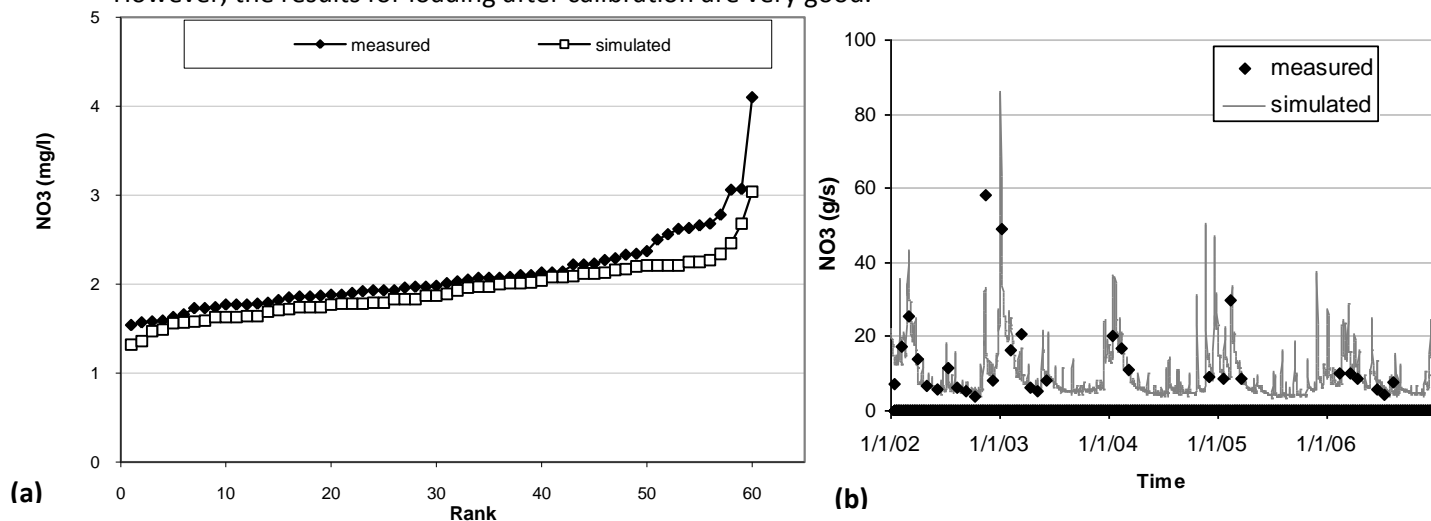 However, the results for loading after calibration are very good.
5
4
3
2
1
0
NO3 (mg/l)
measured
simulated
0 10 20 30 40 50 60
Rank
(a)
100
80
60
40
20
0
NO3 (g/s)
measured
simulated
1/1/02 1/1/03 1/1/04 1/1/05 1/1/06
Time
(b)